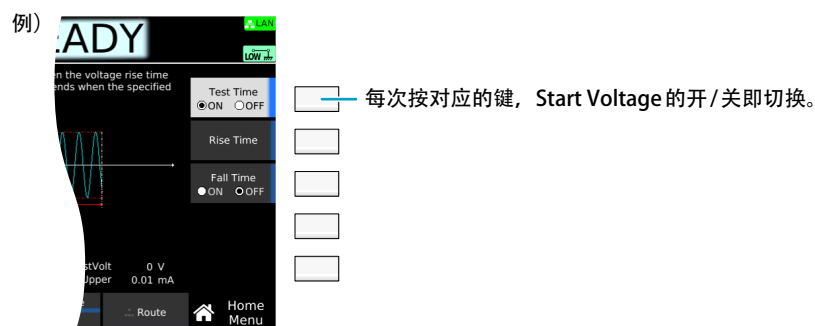 例）
ADY
LAN
LOW
n the voltage rise time
ends when the specified
Test Time
ON OFF
每次按对应的键，Start Voltage的开/关即切换。
Rise Time
Fall Time
ON OFF
stVolt 0 V
Upper 0.01 mA
Route
Home
Menu